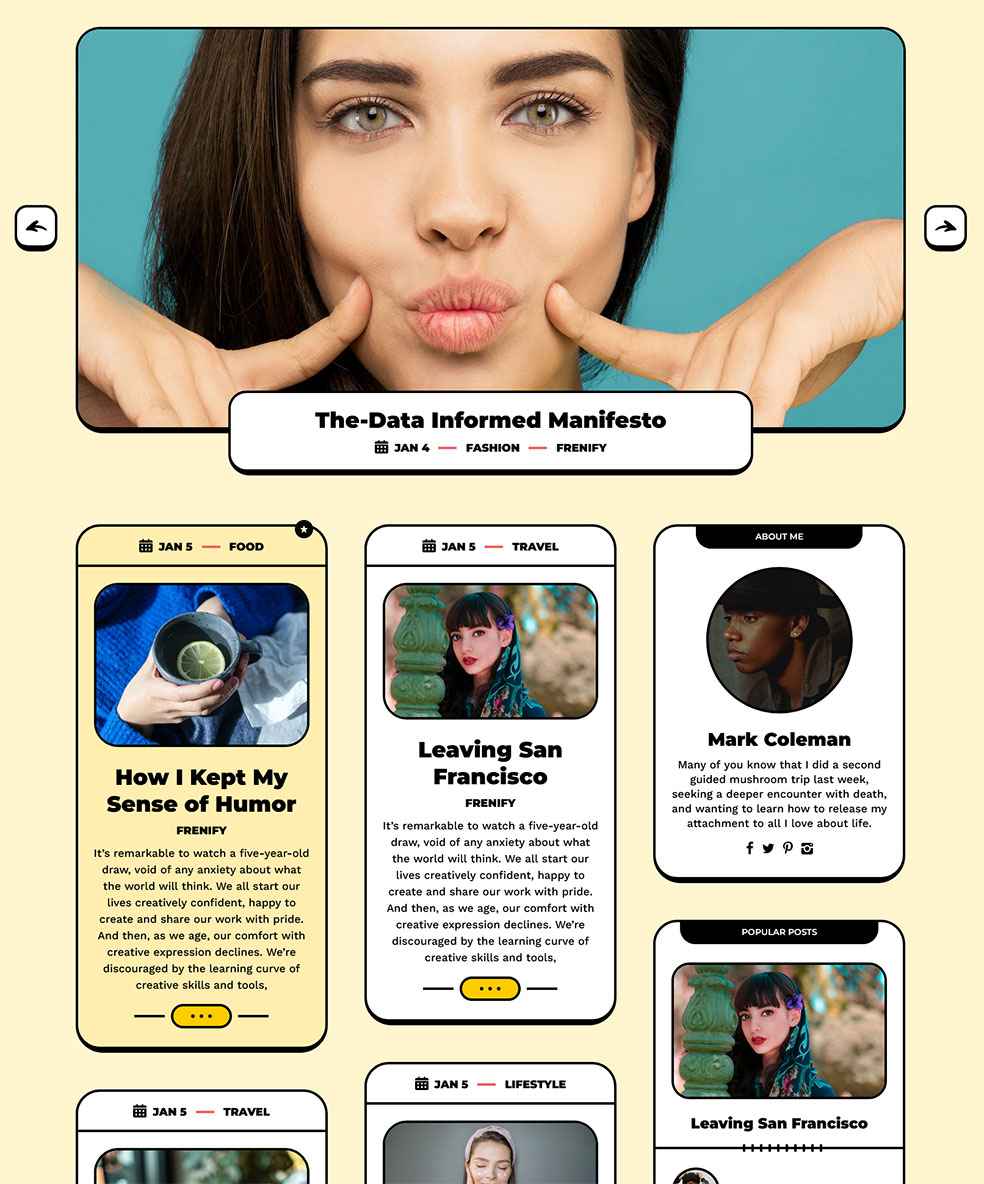 The-Data Informed Manifesto
JAN 4 — FASHION — FRENIFY
JAN 5 — FOOD
How I Kept My
Sense of Humor
FRENIFY
It’s remarkable to watch a five-year-old
draw, void of any anxiety about what
the world will think. We all start our
lives creatively confident, happy to
create and share our work with pride.
And then, as we age, our comfort with
creative expression declines. We’re
discouraged by the learning curve of
creative skills and tools,
JAN 5 — TRAVEL
JAN 5 — TRAVEL
Leaving San
Francisco
FRENIFY
It’s remarkable to watch a five-year-old
draw, void of any anxiety about what
the world will think. We all start our
lives creatively confident, happy to
create and share our work with pride.
And then, as we age, our comfort with
creative expression declines. We’re
discouraged by the learning curve of
creative skills and tools,
JAN 5 — LIFESTYLE
ABOUT ME
Mark Coleman
Many of you know that I did a second
guided mushroom trip last week,
seeking a deeper encounter with death,
and wanting to learn how to release my
attachment to all I love about life.
POPULAR POSTS
Leaving San Francisco